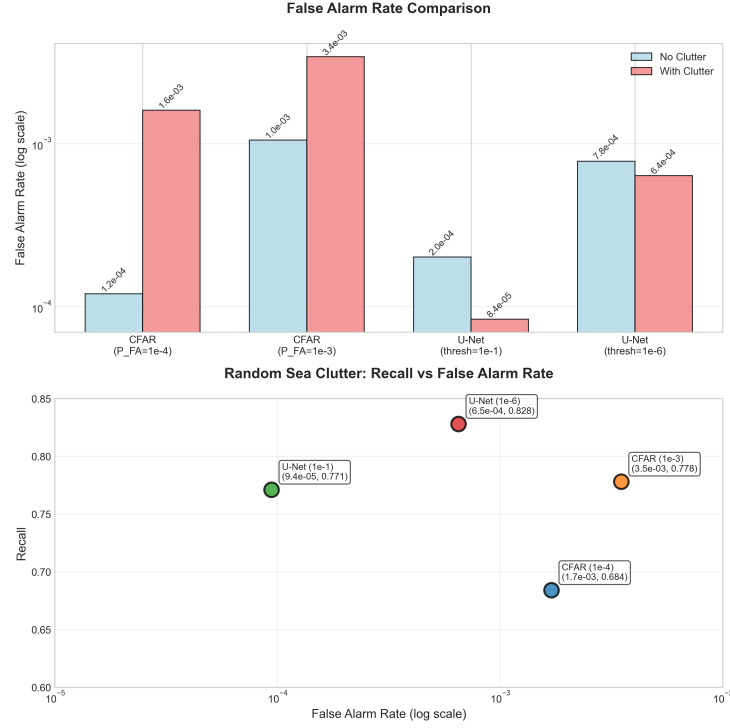 False Alarm Rate Comparison
False Alarm Rate (log scale)
10−3
10−4
1.2e-04
1.6e-03
1.0e-03
3.4e-03
2.0e-04
8.4e-05
7.8e-04
6.4e-04
No Clutter
With Clutter
CFAR
(P_FA=1e-4)
CFAR
(P_FA=1e-3)
U-Net
(thresh=1e-1)
U-Net
(thresh=1e-6)
Random Sea Clutter: Recall vs False Alarm Rate
Recall
0.85
0.80
0.75
0.70
0.65
0.60
U-Net (1e-6)
(6.5e-04, 0.828)
U-Net (1e-1)
(9.4e-05, 0.771)
CFAR (1e-3)
(3.5e-03, 0.778)
CFAR (1e-4)
(1.7e-03, 0.684)
10−5
10−4
10−3
False Alarm Rate (log scale)